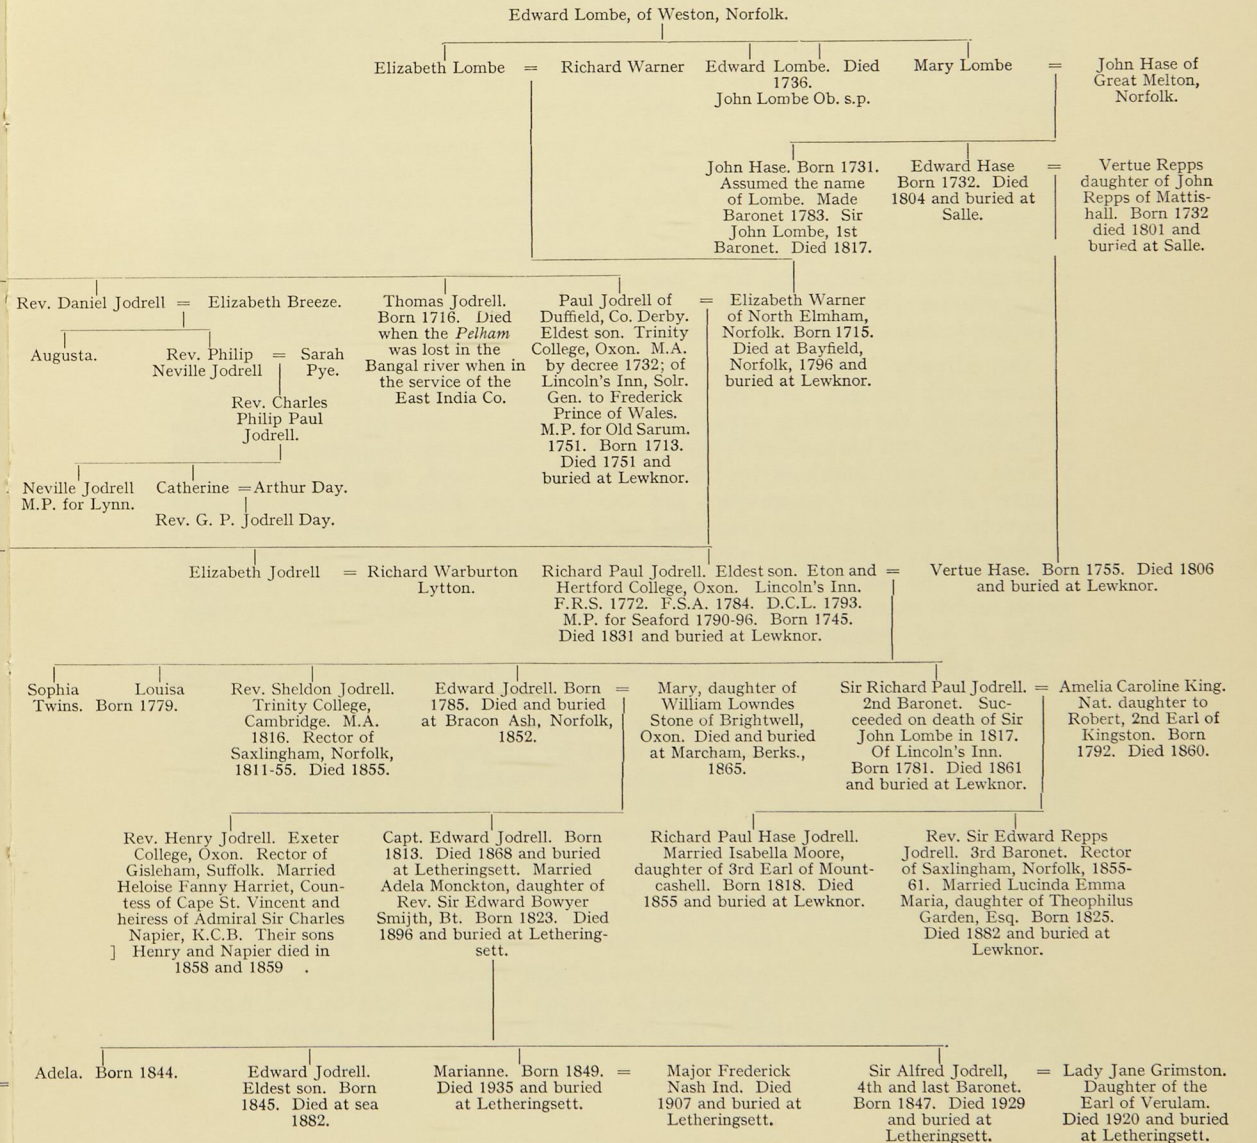 Edward Lombe, of Weston, Norfolk.
Elizabeth Lombe = Richard Warner
Edward Lombe. Died
1736.
John Lombe Ob. s.p.
Mary Lombe =
John Hase of
Great Melton,
Norfolk.
John Hase. Born 1731.
Assumed the name
of Lombe. Made
Baronet 1783. Sir
John Lombe, 1st
Baronet. Died 1817.
Edward Hase =
Born 1732. Died
1804 and buried at
Salle.
Vertue Repps
daughter of John
Repps of Mattis-
hall. Born 1732
died 1801 and
buried at Salle.
Rev. Daniel Jodrell = Elizabeth Breeze.
Augusta.
Rev. Philip =
Neville Jodrell
Sarah
Pye.
Rev. Charles
Philip Paul
Jodrell.
Neville Jodrell
M.P. for Lynn.
Catherine = Arthur Day.
Rev. G. P. Jodrell Day.
Thomas Jodrell.
Born 1716. Died
when the Pelham
was lost in the
Bangal river when in
the service of the
East India Co.
Paul Jodrell of =
Duffield, Co. Derby.
Eldest son. Trinity
College, Oxon. M.A.
by decree 1732; of
Lincoln's Inn, Solr.
Gen. to Frederick
Prince of Wales.
M.P. for Old Sarum.
1751. Born 1713.
Died 1751 and
buried at Lewknor.
Elizabeth Warner
of North Elmham,
Norfolk. Born 1715.
Died at Bayfield,
Norfolk, 1796 and
buried at Lewknor.
Elizabeth Jodrell = Richard Warburton
Lytton.
Richard Paul Jodrell. Eldest son. Eton and =
Hertford College, Oxon. Lincoln's Inn.
F.R.S. 1772. F.S.A. 1784. D.C.L. 1793.
M.P. for Seaford 1790-96. Born 1745.
Died 1831 and buried at Lewknor.
Vertue Hase. Born 1755. Died 1806
and buried at Lewknor.
Sophia Louisa
Twins. Born 1779.
Rev. Sheldon Jodrell.
Trinity College,
Cambridge. M.A.
1816. Rector of
Saxlingham, Norfolk,
1811-55. Died 1855.
Edward Jodrell. Born =
1785. Died and buried
at Bracon Ash, Norfolk,
1852.
Mary, daughter of
William Lowndes
Stone of Brightwell,
Oxon. Died and buried
at Marcham, Berks.,
1865.
Sir Richard Paul Jodrell. =
2nd Baronet. Suc-
ceeded on death of Sir
John Lombe in 1817.
Of Lincoln's Inn.
Born 1781. Died 1861
and buried at Lewknor.
Amelia Caroline King.
Nat. daughter to
Robert, 2nd Earl of
Kingston. Born
1792. Died 1860.
Rev. Henry Jodrell. Exeter
College, Oxon. Rector of
Gisleham, Suffolk. Married
Heloise Fanny Harriet, Coun-
tess of Cape St. Vincent and
heiress of Admiral Sir Charles
Napier, K.C.B. Their sons
] Henry and Napier died in
1858 and 1859 .
Capt. Edward Jodrell. Born
1813. Died 1868 and buried
at Letheringsett. Married
Adela Monckton, daughter of
Rev. Sir Edward Bowyer
Smijth, Bt. Born 1823. Died
1896 and buried at Lethering-
sett.
Richard Paul Hase Jodrell.
Married Isabella Moore,
daughter of 3rd Earl of Mount-
cashell. Born 1818. Died
1855 and buried at Lewknor.
Rev. Sir Edward Repps
Jodrell. 3rd Baronet. Rector
of Saxlingham, Norfolk, 1855-
61. Married Lucinda Emma
Maria, daughter of Theophilus
Garden, Esq. Born 1825.
Died 1882 and buried at
Lewknor.
= Adela. Born 1844.
Edward Jodrell.
Eldest son. Born
1845. Died at sea
1882.
Marianne. Born 1849. =
Died 1935 and buried
at Letheringsett.
Major Frederick
Nash Ind. Died
1907 and buried at
Letheringsett.
Sir Alfred Jodrell, =
4th and last Baronet.
Born 1847. Died 1929
and buried at
Letheringsett.
Lady Jane Grimston.
Daughter of the
Earl of Verulam.
Died 1920 and buried
at Letheringsett.